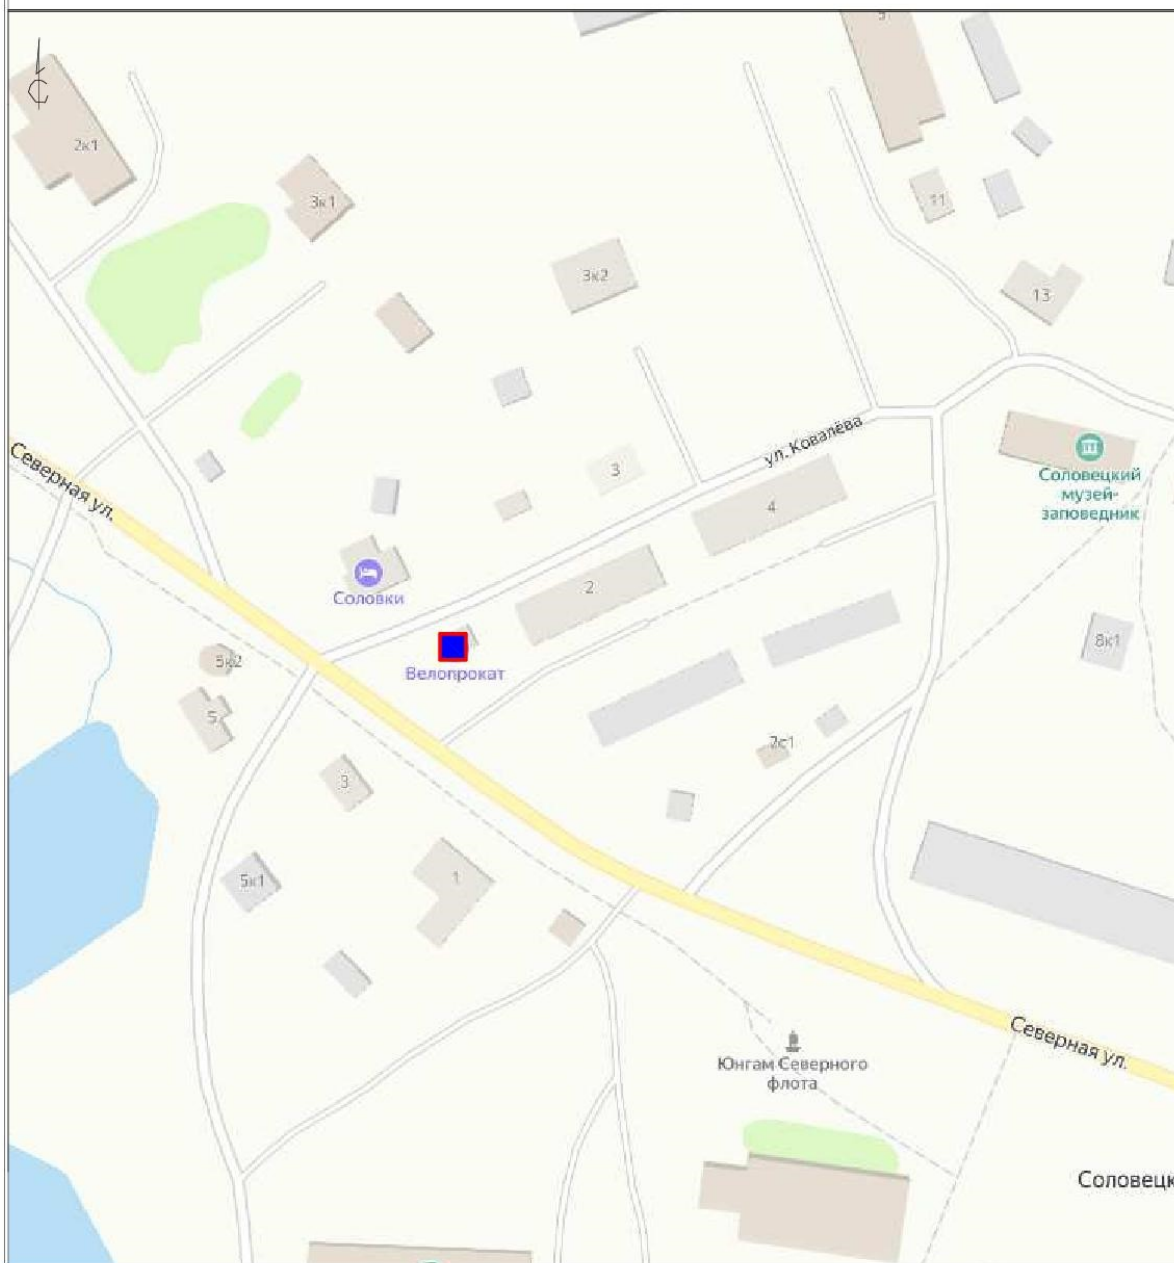 С
2к1
3к1
11
3к2
13
ул. Ковалёва
Северная ул.
3
Соловецкий
музей-
заповедник
4
Соловки
2
5к2
8к1
Велопрокат
5
2с1
3
5к1
1
Северная ул.
Юнгам Северного
флота
Соловецк